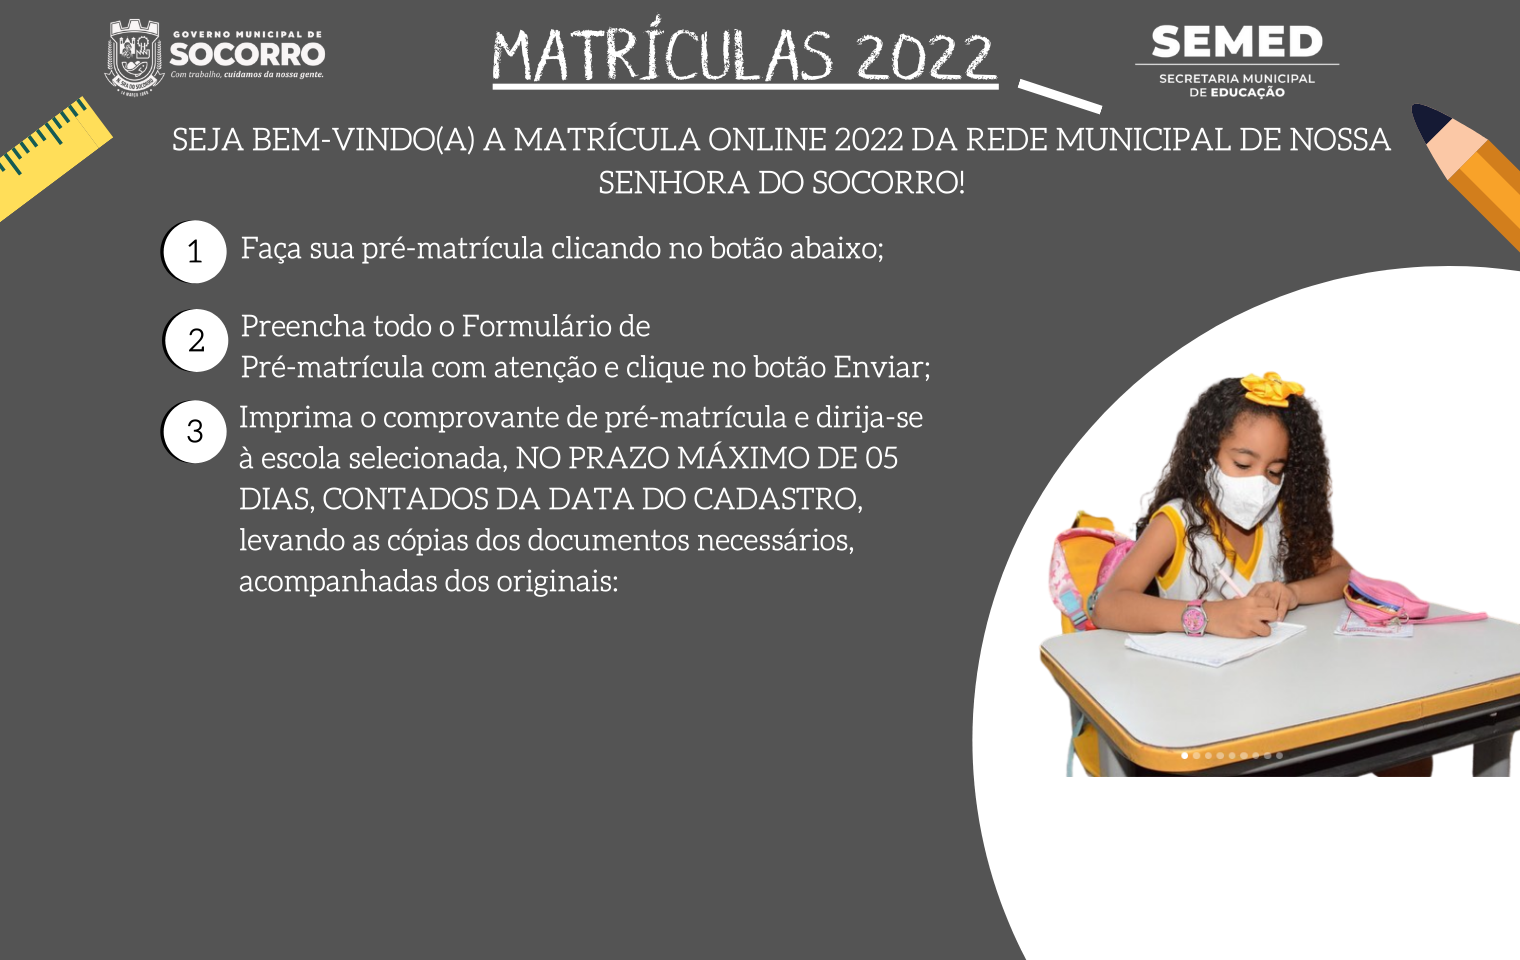 GOVERNO MUNICIPAL DE
SOCORRO
Com trabalho, cuidamos da nossa gente.
MATRÍCULAS 2022
SEMED
SECRETARIA MUNICIPAL
DE EDUCAÇÃO
SEJA BEM-VINDO(A) A MATRÍCULA ONLINE 2022 DA REDE MUNICIPAL DE NOSSA
SENHORA DO SOCORRO!
1 Faça sua pré-matrícula clicando no botão abaixo;
2 Preencha todo o Formulário de
Pré-matrícula com atenção e clique no botão Enviar;
3 Imprima o comprovante de pré-matrícula e dirija-se
à escola selecionada, NO PRAZO MÁXIMO DE 05
DIAS, CONTADOS DA DATA DO CADASTRO,
levando as cópias dos documentos necessários,
acompanhadas dos originais: